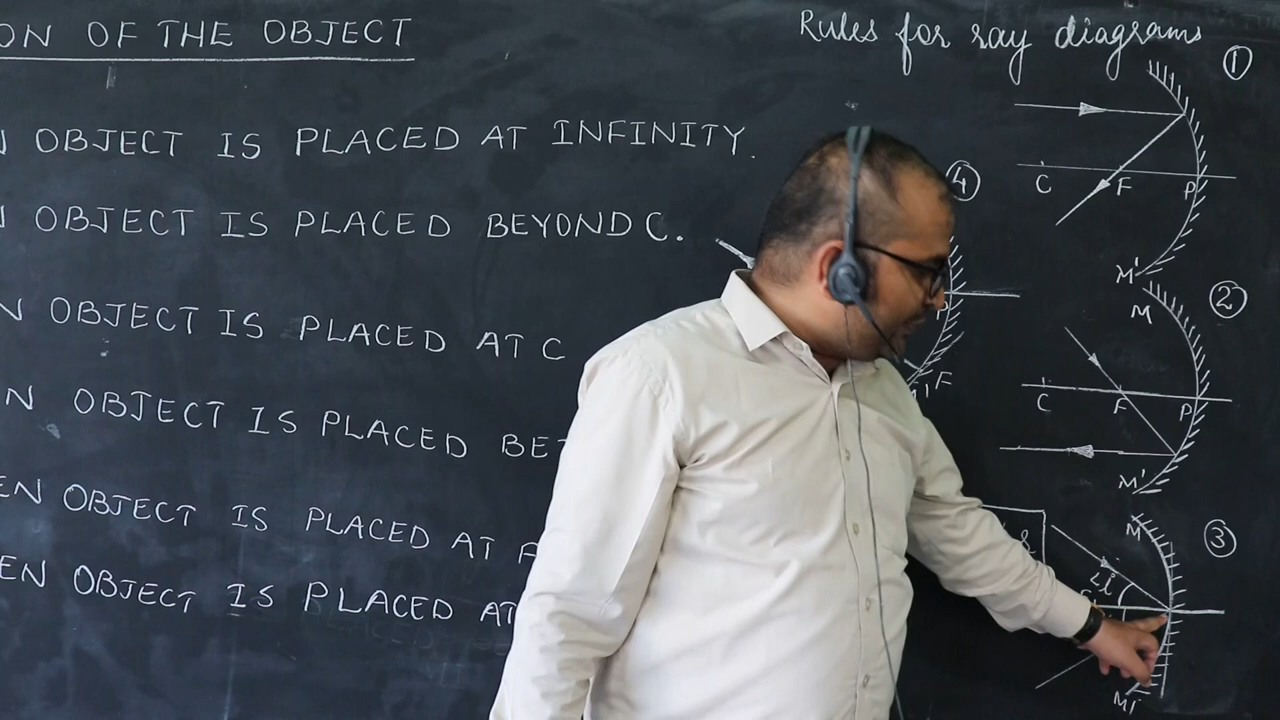 ON OF THE OBJECT
OBJECT IS PLACED AT INFINITY.
OBJECT IS PLACED BEYOND C.
N OBJECT IS PLACED AT C
N OBJECT IS PLACED BET
EN OBJECT IS PLACED AT
EN OBJECT IS PLACED AT
Rules for ray diagrams
1
C F P
M'
4
P
F
2
M
C F P
M'
3
M
∠i
M'